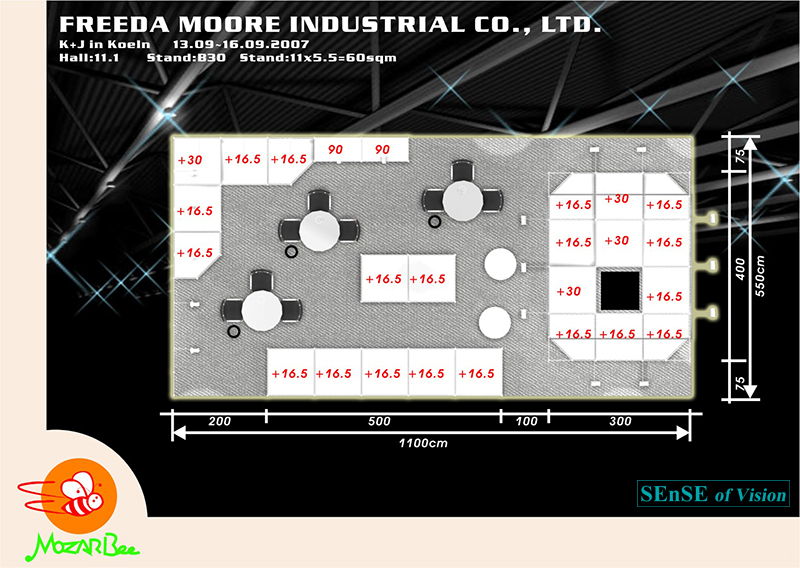 FREEDA MOORE INDUSTRIAL CO., LTD.
K+J in Koeln 13.09~16.09.2007
Hall:11.1 Stand:B30 Stand:11x5.5=60sqm
+30 +16.5 +16.5 90 90
+16.5
+16.5
+16.5 +16.5
+16.5 +16.5 +16.5 +16.5 +16.5
+16.5 +30 +16.5
+16.5 +30 +16.5
+30 +16.5
+16.5 +16.5 +16.5
75
400
550cm
75
200 500 100 300
1100cm
SEnSE of Vision
MOZARBee